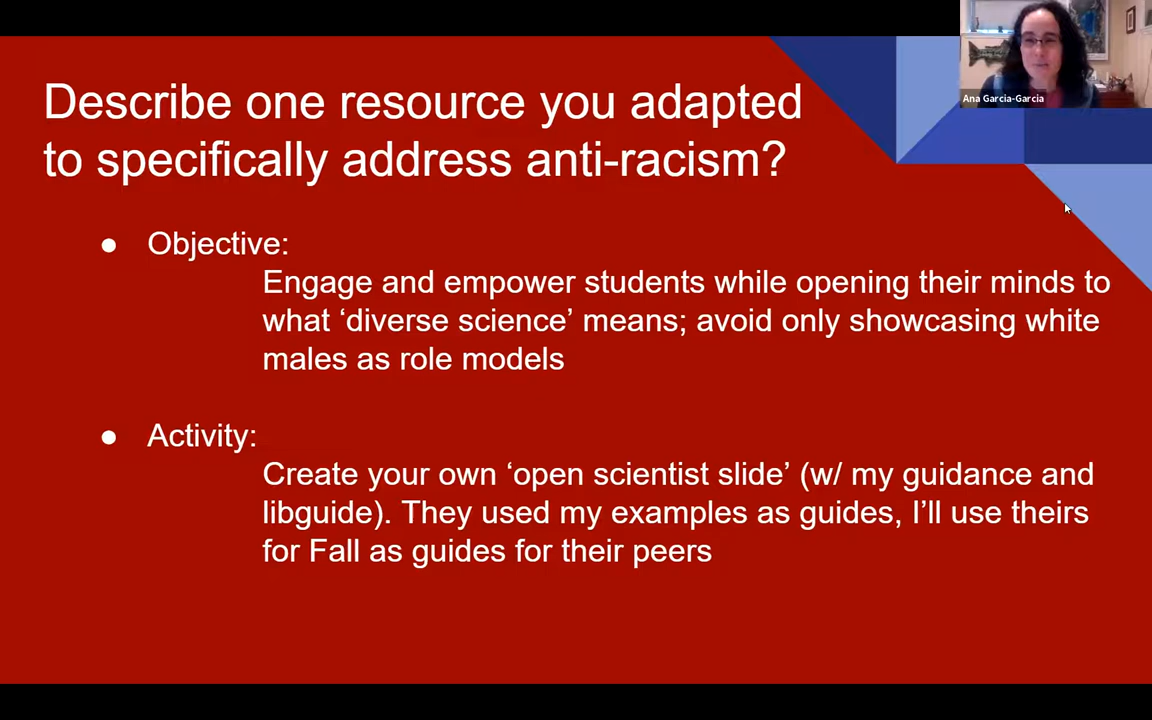 Ana Garcia-Garcia
Describe one resource you adapted
to specifically address anti-racism?
● Objective:
Engage and empower students while opening their minds to
what ‘diverse science’ means; avoid only showcasing white
males as role models
● Activity:
Create your own ‘open scientist slide’ (w/ my guidance and
libguide). They used my examples as guides, I’ll use theirs
for Fall as guides for their peers